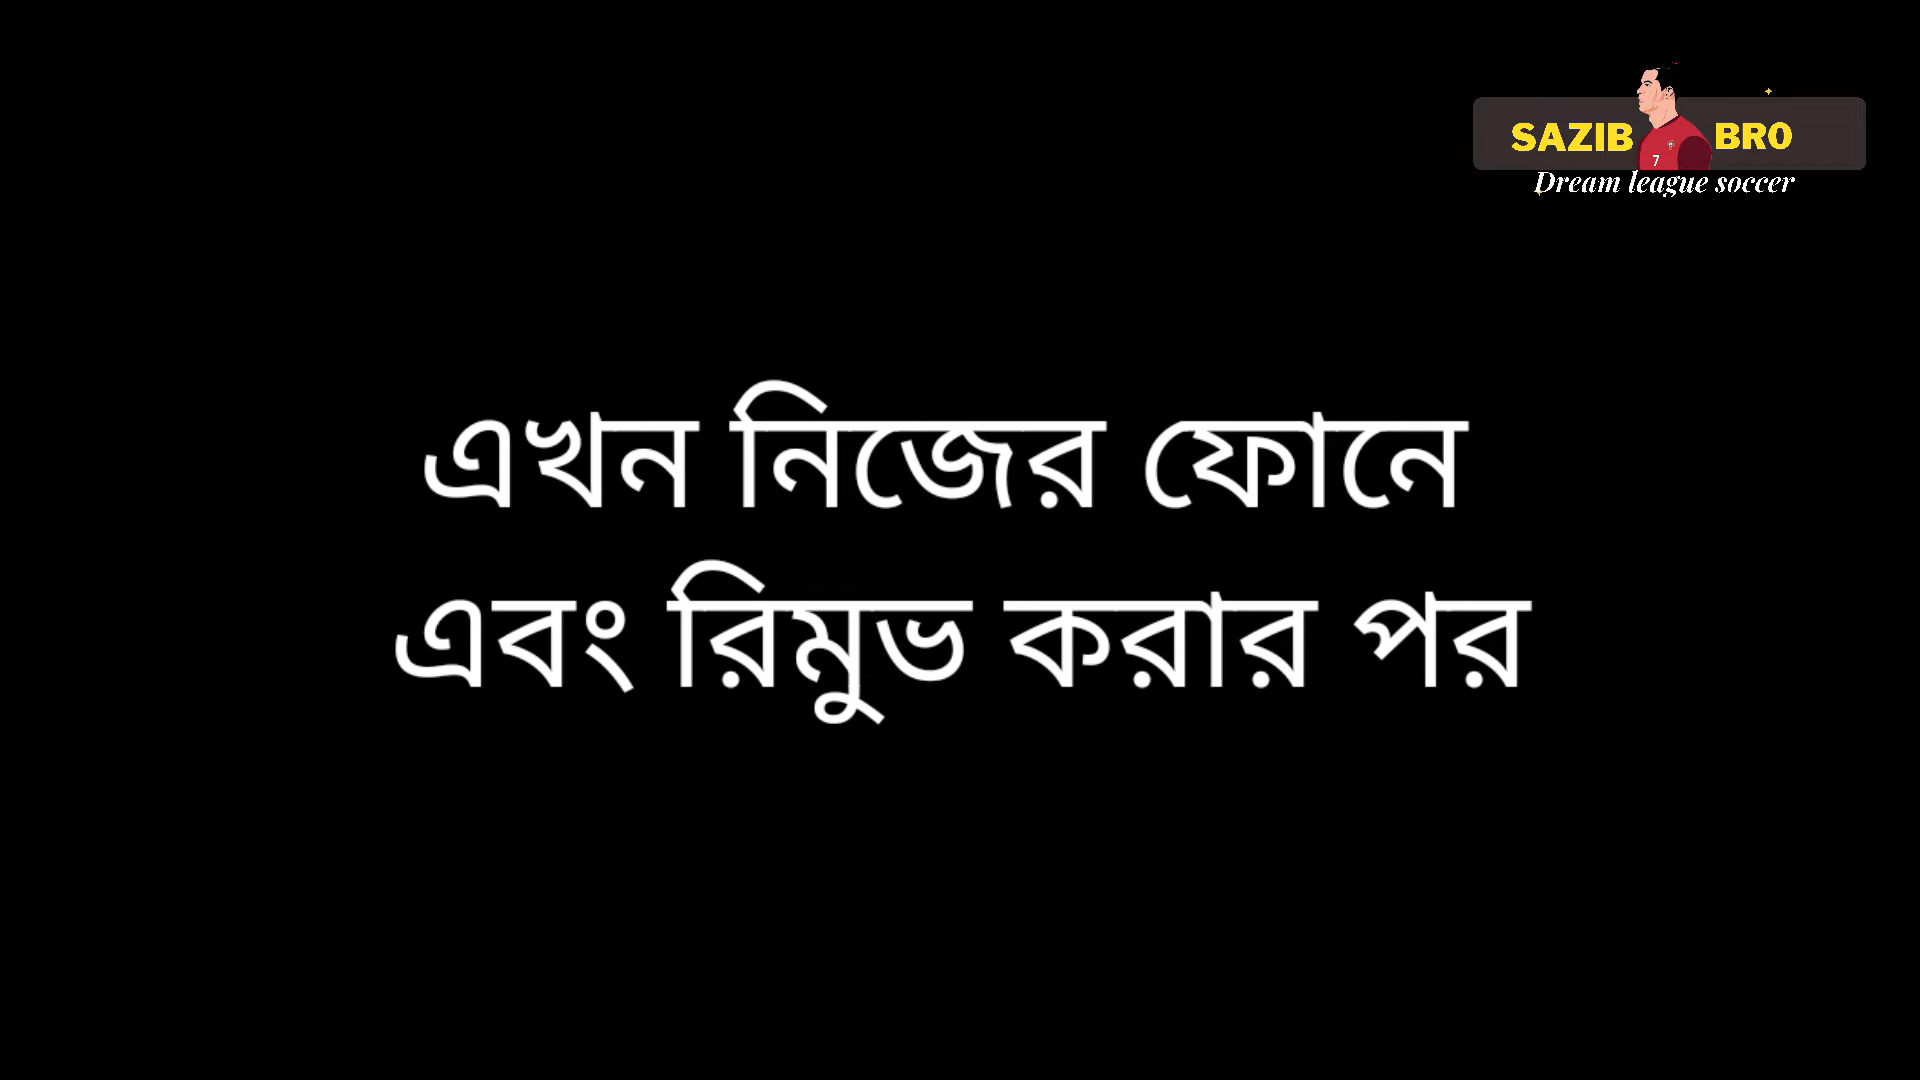 SAZIB BRO
Dream league soccer
এখন নিজের ফোনে
এবং রিমুভ করার পর